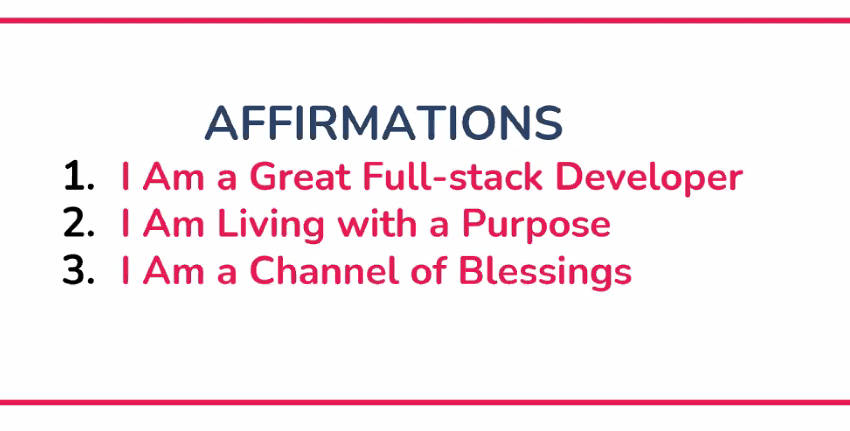 AFFIRMATIONS
1. I Am a Great Full-stack Developer
2. I Am Living with a Purpose
3. I Am a Channel of Blessings